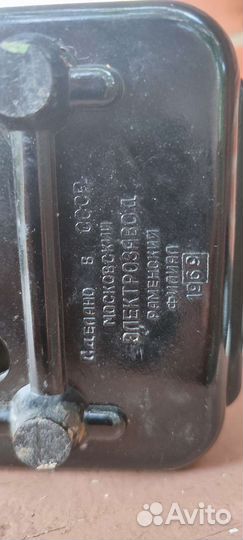 Сделано в СССР
Московский
Электрозавод
Раменский
филиал
1969
Avito